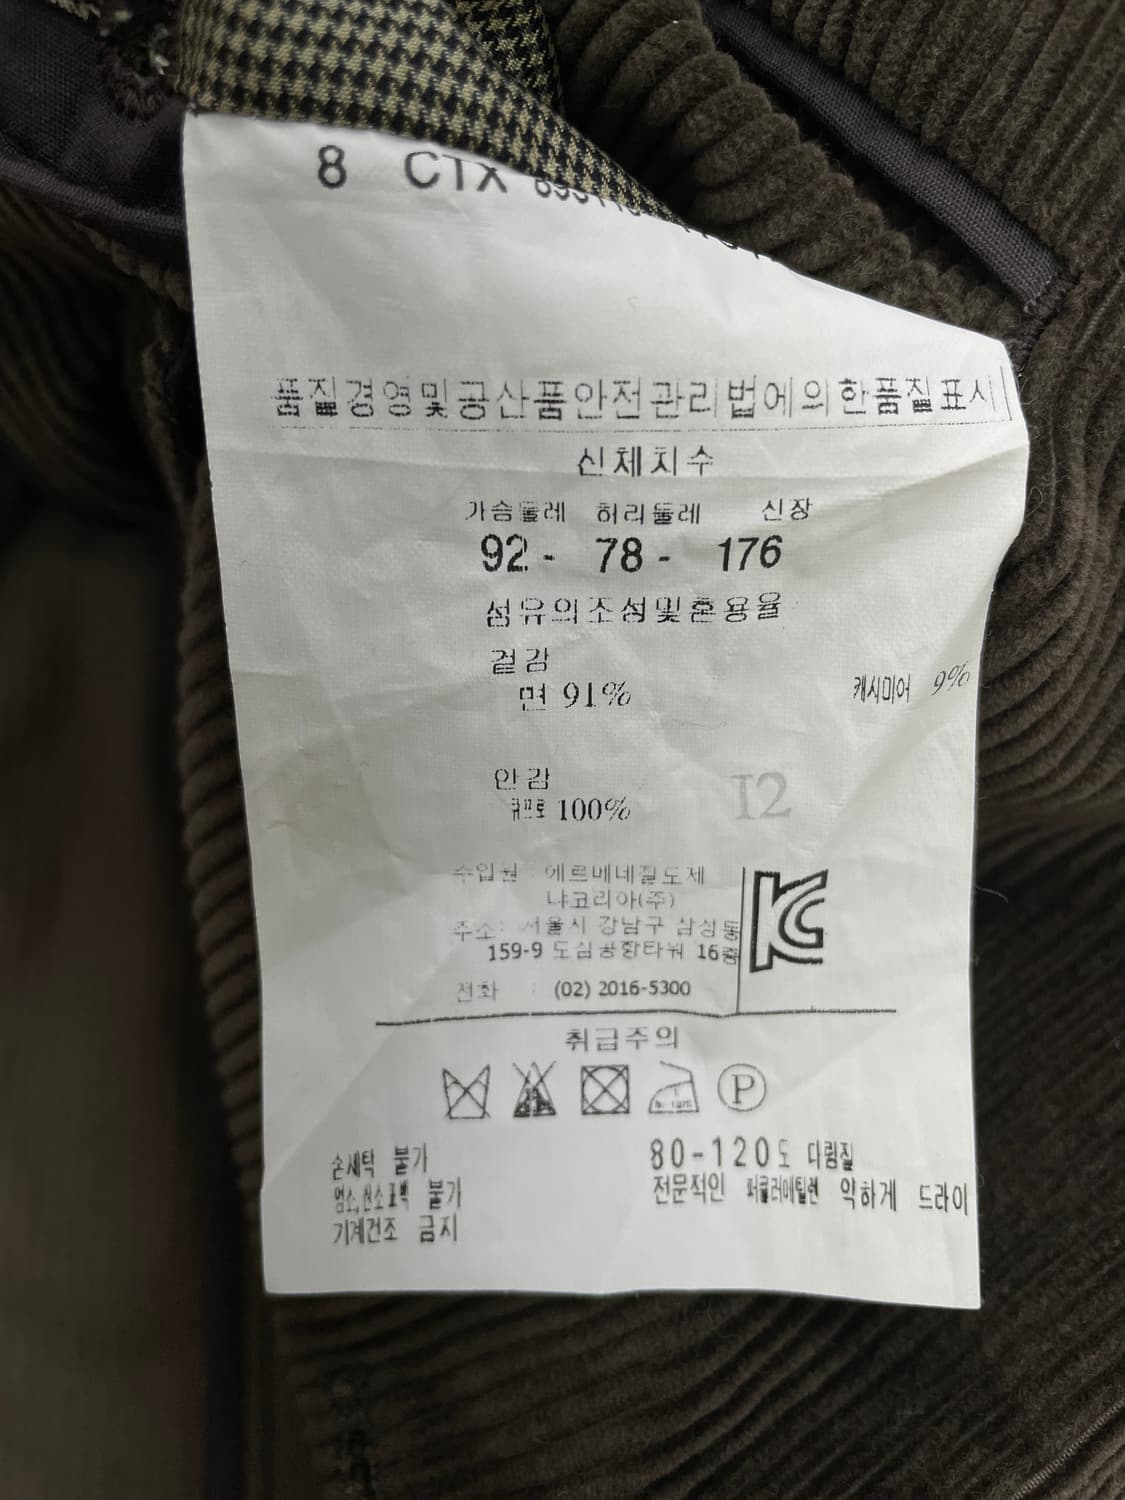 8 CTX
품질경영및공산품안전관리법에의한품질표시
신체치수
가슴둘레 허리둘레 신장
92 - 78 - 176
섬유의조성및혼용율
겉감
면 91% 캐시미어 9%
안감
큐프로 100%
12
수입원 : 에르메네질도제
냐코리아(주)
주소: 서울시 강남구 삼성동
159-9 도심공항타워 16층
전화 : (02) 2016-5300
취급주의
P
손세탁 불가
염소,산소표백 불가
기계건조 금지
80-120도 다림질
전문적인 퍼클러에틸렌 약하게 드라이